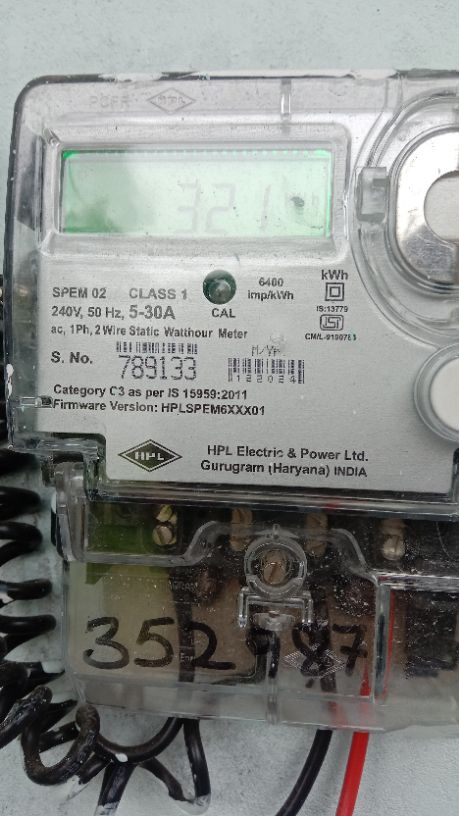 HPL
321
SPEM 02 CLASS 1
6400 imp/kWh
kWh
240V, 50 Hz, 5-30A
CAL
IS:13779
ac, 1Ph, 2 Wire Static Watthour Meter
S. No. 789133
122024
Category C3 as per IS 15959:2011
Firmware Version: HPLSPEM6XXX01
HPL
HPL Electric & Power Ltd.
Gurugram (Haryana) INDIA